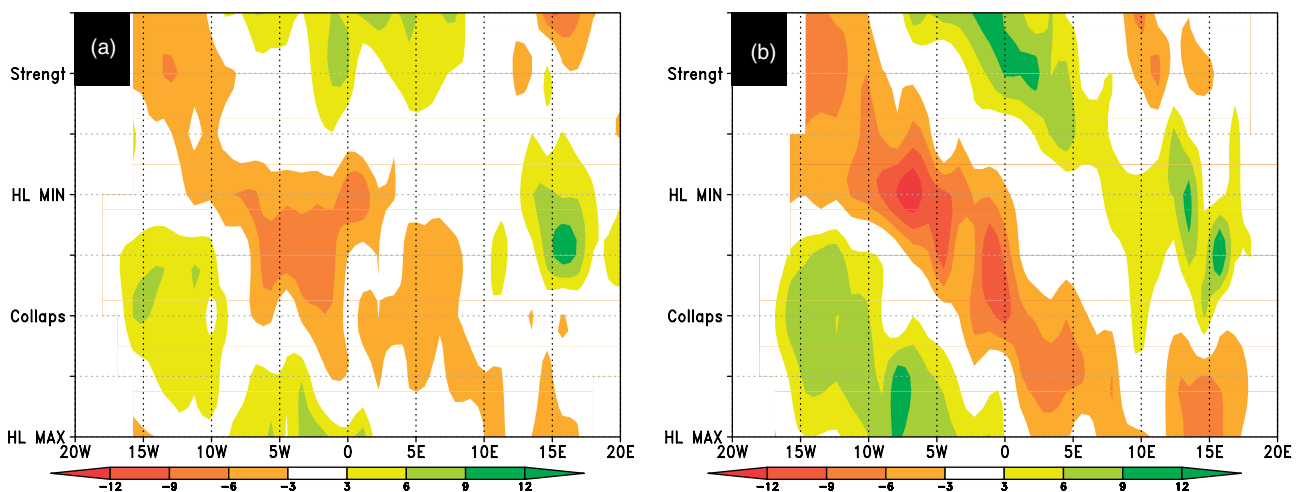 (a)
Strengt
HL MIN
Collaps
HL MAX
20W 15W 10W 5W 0 5E 10E 15E 20E
-12 -9 -6 -3 3 6 9 12
(b)
Strengt
HL MIN
Collaps
HL MAX
20W 15W 10W 5W 0 5E 10E 15E 20E
-12 -9 -6 -3 3 6 9 12